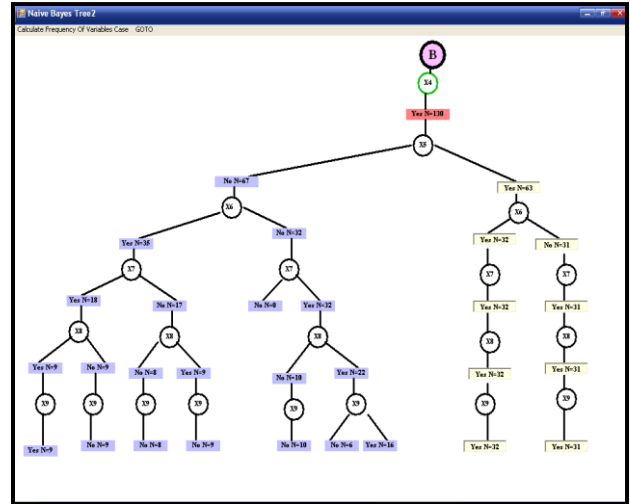 Naive Bayes Tree2
Calculate Frequency Of Variables Case GOTO
B
X4
Yes N=130
X5
No N=67
Yes N=63
X6
X6
Yes N=35
No N=32
Yes N=32
No N=31
X7
X7
X7
X7
Yes N=18
No N=17
No N=0
Yes N=32
Yes N=32
Yes N=31
X8
X8
X8
X8
X8
Yes N=9
No N=9
No N=8
Yes N=9
No N=10
Yes N=22
Yes N=32
Yes N=31
X9
X9
X9
X9
X9
X9
X9
X9
Yes N=9
No N=9
No N=8
No N=9
No N=10
No N=6
Yes N=16
Yes N=32
Yes N=31